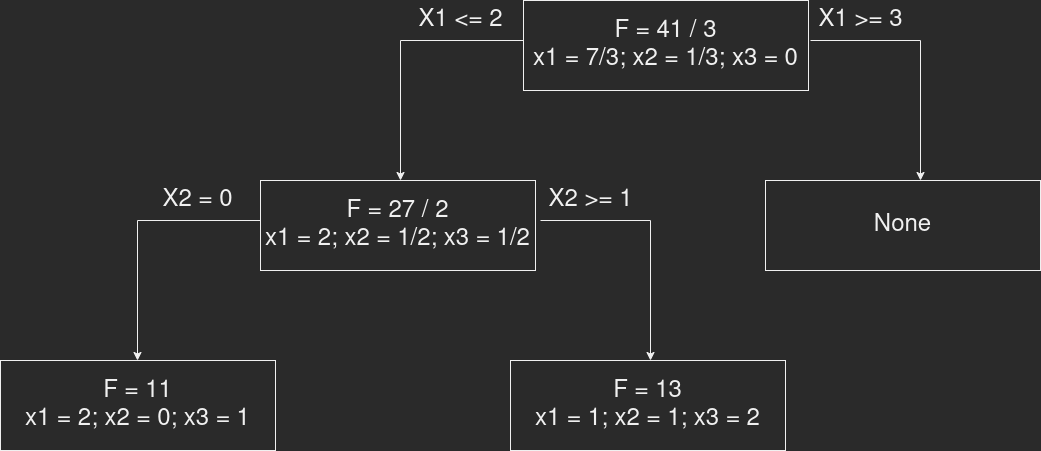 X1 <= 2
F = 41 / 3
x1 = 7/3; x2 = 1/3; x3 = 0
X1 >= 3
X2 = 0
F = 27 / 2
x1 = 2; x2 = 1/2; x3 = 1/2
X2 >= 1
None
F = 11
x1 = 2; x2 = 0; x3 = 1
F = 13
x1 = 1; x2 = 1; x3 = 2